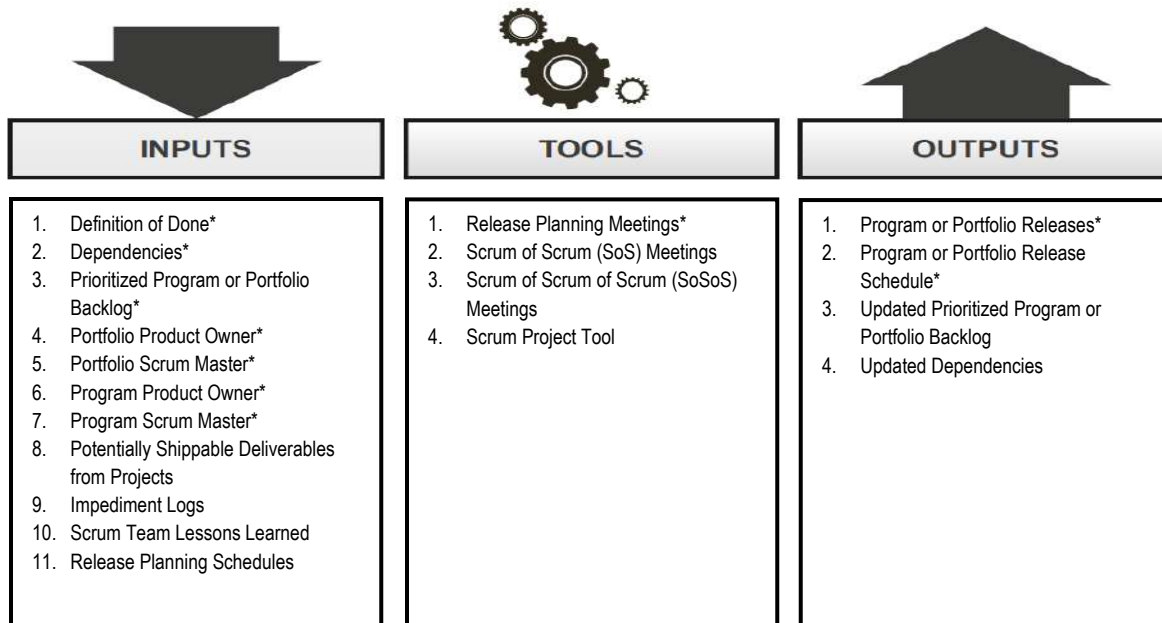 INPUTS
1. Definition of Done*
2. Dependencies*
3. Prioritized Program or Portfolio
Backlog*
4. Portfolio Product Owner*
5. Portfolio Scrum Master*
6. Program Product Owner*
7. Program Scrum Master*
8. Potentially Shippable Deliverables
from Projects
9. Impediment Logs
10. Scrum Team Lessons Learned
11. Release Planning Schedules
TOOLS
1. Release Planning Meetings*
2. Scrum of Scrum (SoS) Meetings
3. Scrum of Scrum of Scrum (SoSoS)
Meetings
4. Scrum Project Tool
OUTPUTS
1. Program or Portfolio Releases*
2. Program or Portfolio Release
Schedule*
3. Updated Prioritized Program or
Portfolio Backlog
4. Updated Dependencies